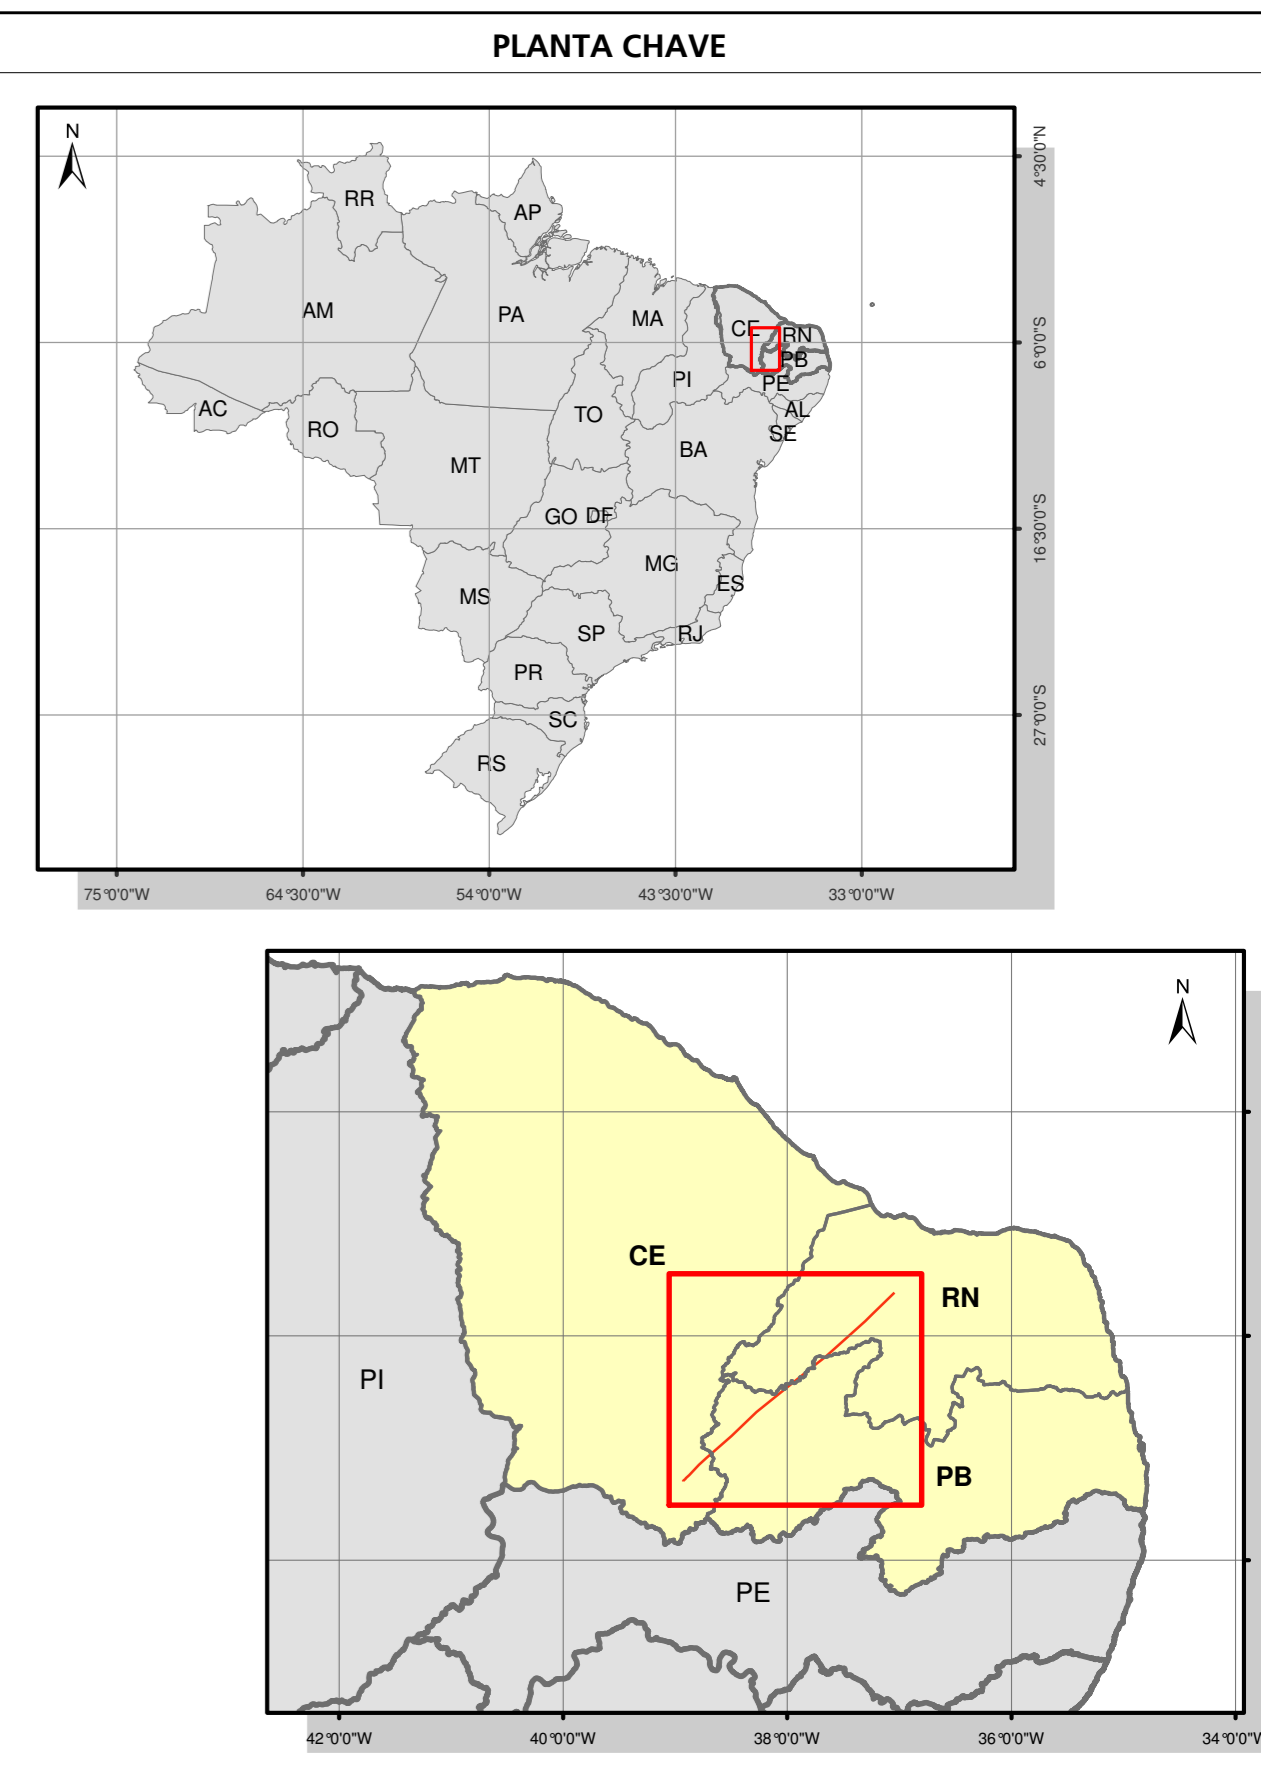 PLANTA CHAVE
N
4°30'0"N
RR
AP
AM
PA
MA
CE
RN
6°0'0"S
PB
PI
PE
AC
TO
AL
RO
SE
BA
MT
GO
DF
16°30'0"S
MG
ES
MS
SP
RJ
PR
27°0'0"S
SC
RS
75°0'0"W
64°30'0"W
54°0'0"W
43°30'0"W
33°0'0"W
N
CE
RN
PI
PB
PE
42°0'0"W
40°0'0"W
38°0'0"W
36°0'0"W
34°0'0"W